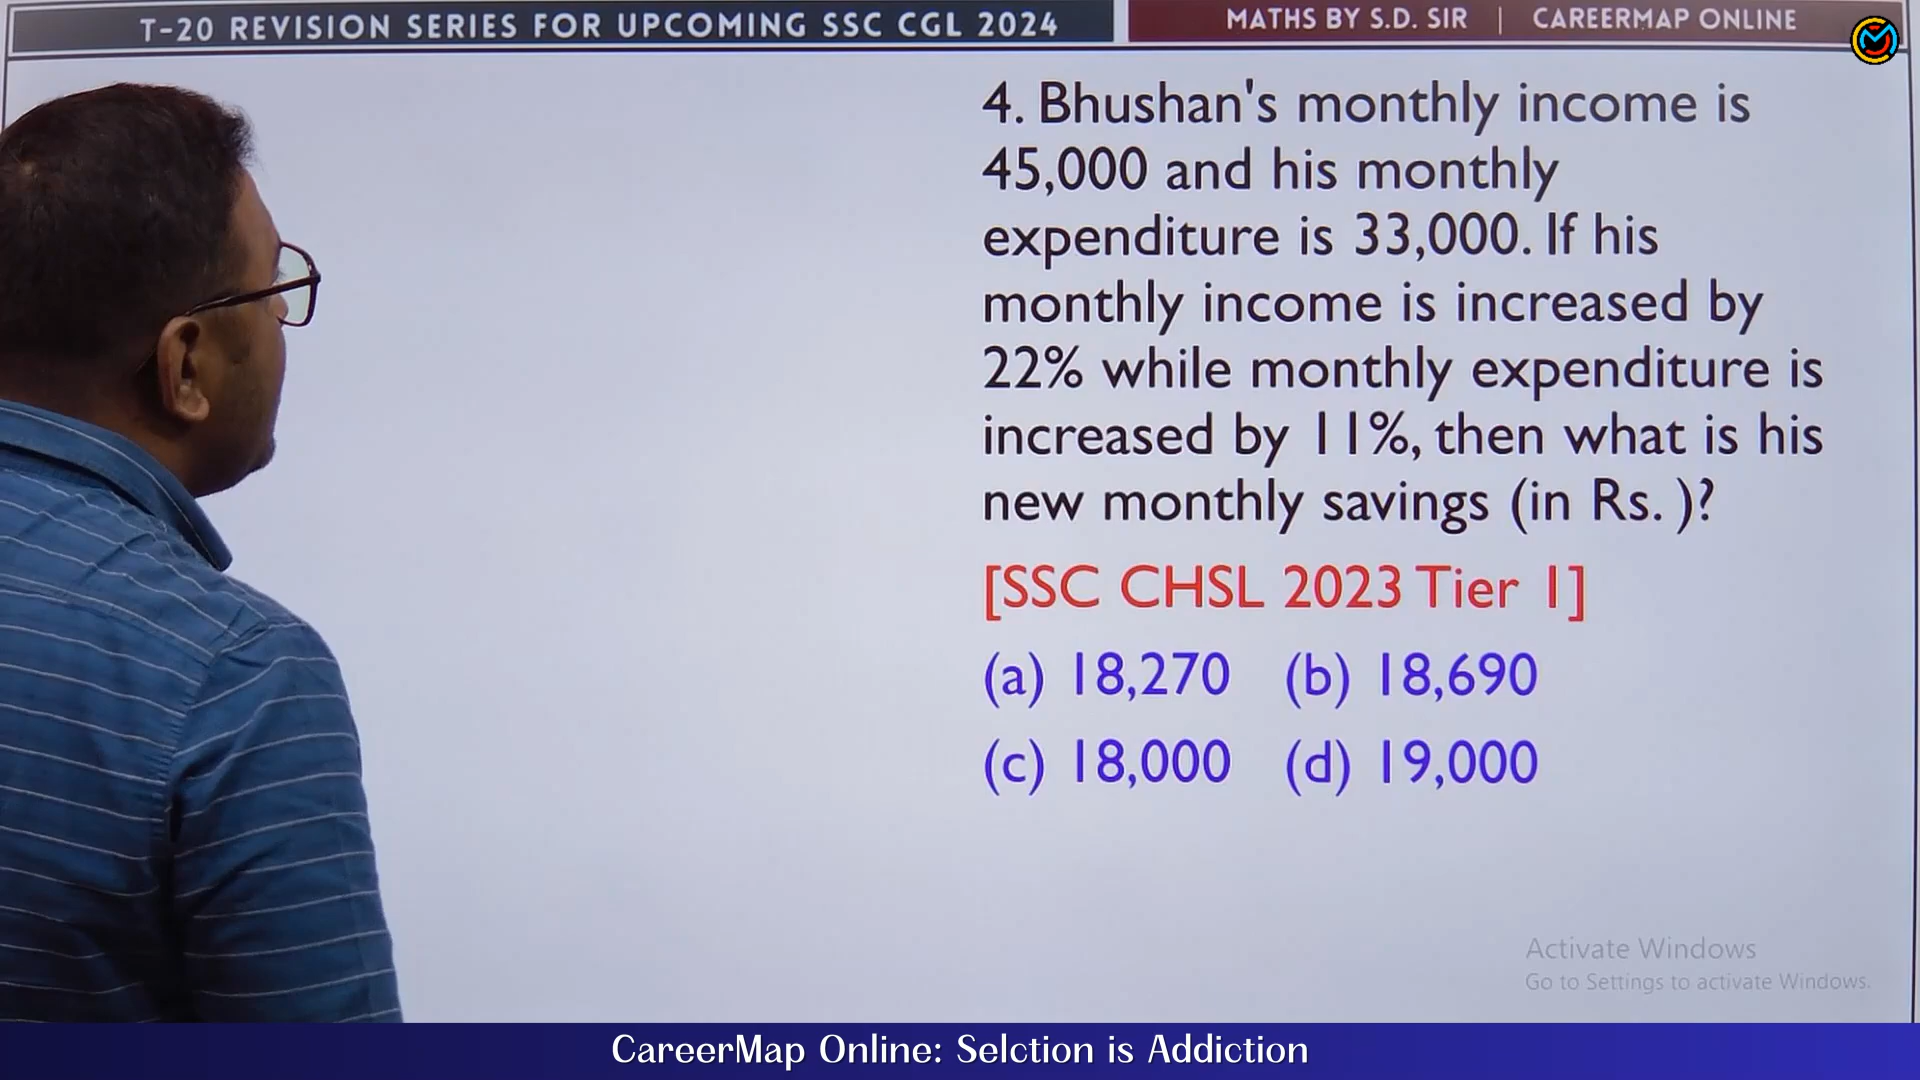 T-20 REVISION SERIES FOR UPCOMING SSC CGL 2024
MATHS BY S.D. SIR | CAREERMAP ONLINE
4. Bhushan's monthly income is
45,000 and his monthly
expenditure is 33,000. If his
monthly income is increased by
22% while monthly expenditure is
increased by 11%, then what is his
new monthly savings (in Rs. )?
[SSC CHSL 2023 Tier 1]
(a) 18,270 (b) 18,690
(c) 18,000 (d) 19,000
Activate Windows
Go to Settings to activate Windows.
CareerMap Online: Selction is Addiction